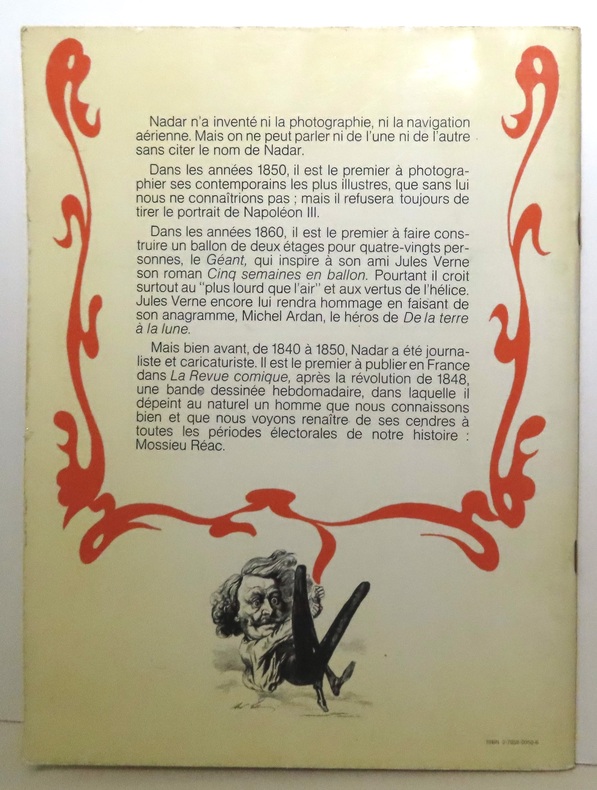 Nadar n'a inventé ni la photographie, ni la navigation
aérienne. Mais on ne peut parler ni de l'une ni de l'autre
sans citer le nom de Nadar.
Dans les années 1850, il est le premier à photogra-
phier ses contemporains les plus illustres, que sans lui
nous ne connaîtrions pas ; mais il refusera toujours de
tirer le portrait de Napoléon III.
Dans les années 1860, il est le premier à faire cons-
truire un ballon de deux étages pour quatre-vingts per-
sonnes, le Géant, qui inspire à son ami Jules Verne
son roman Cinq semaines en ballon. Pourtant il croit
surtout au "plus lourd que l'air" et aux vertus de l'hélice.
Jules Verne encore lui rendra hommage en faisant de
son anagramme, Michel Ardan, le héros de De la terre
à la lune.
Mais bien avant, de 1840 à 1850, Nadar a été journa-
liste et caricaturiste. Il est le premier à publier en France
dans La Revue comique, après la révolution de 1848,
une bande dessinée hebdomadaire, dans laquelle il
dépeint au naturel un homme que nous connaissons
bien et que nous voyons renaître de ses cendres à
toutes les périodes électorales de notre histoire :
Mossieu Réac.